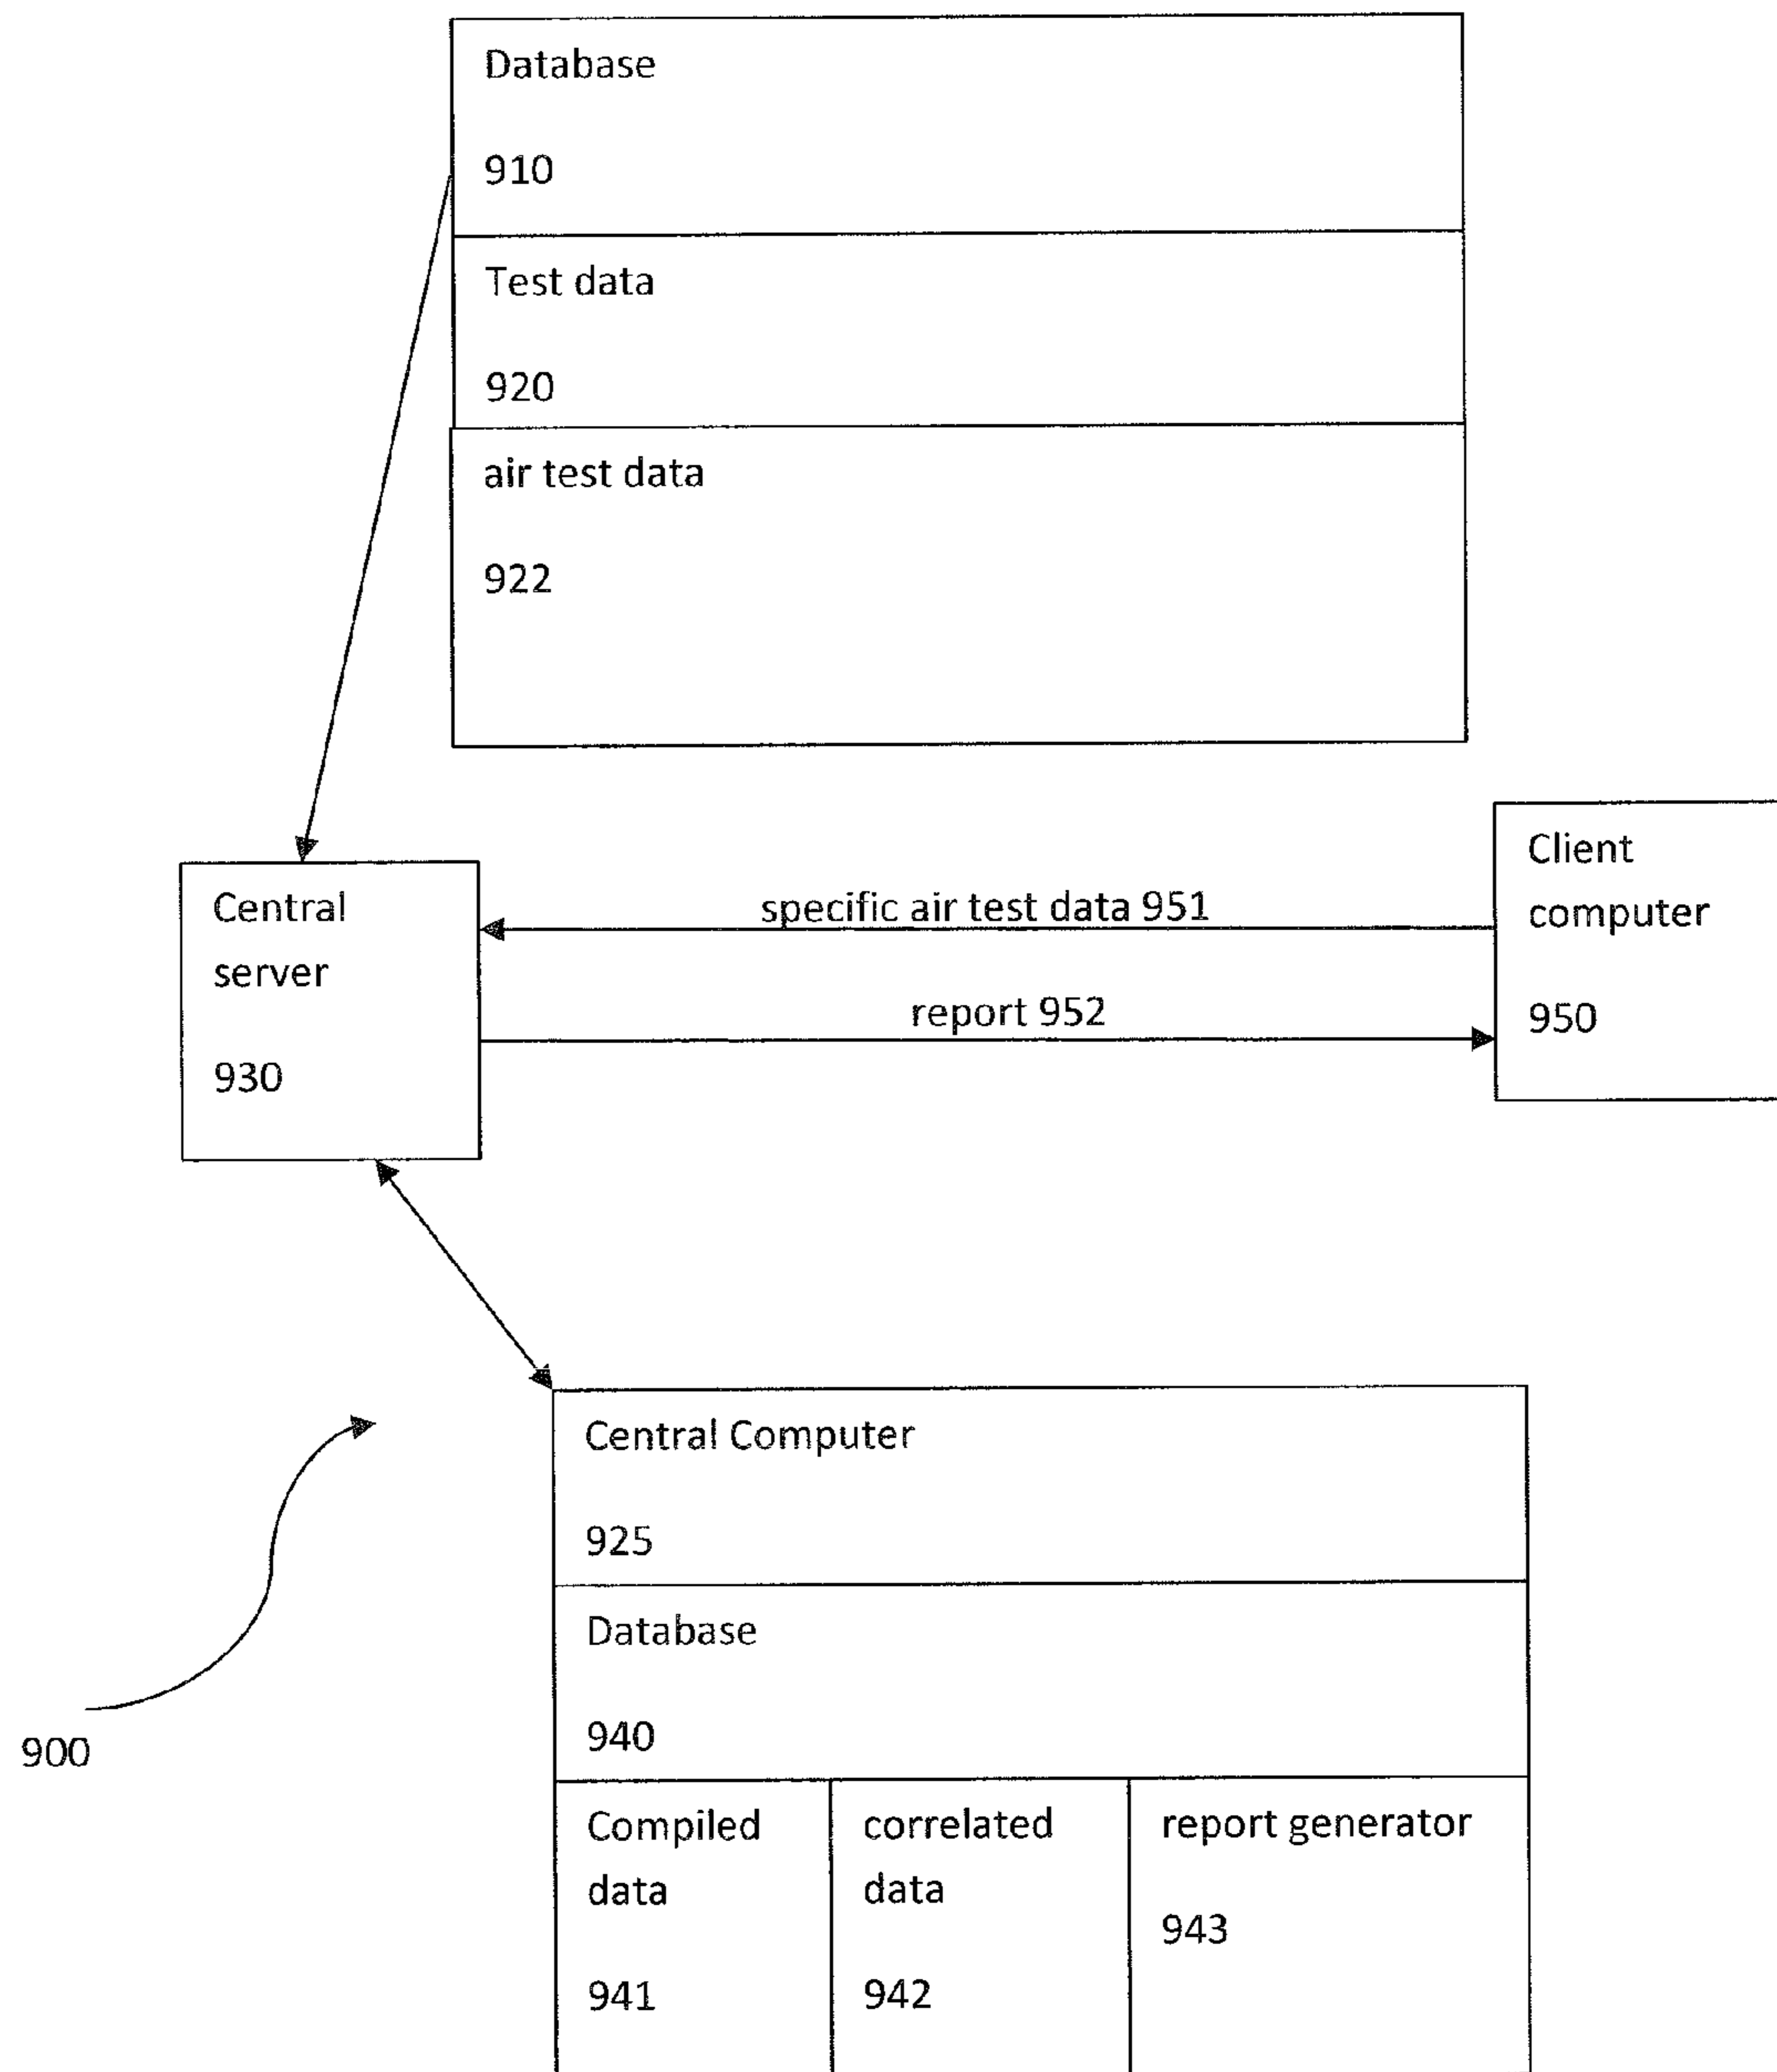 Database
910
Test data
920
air test data
922
Central
server
930
specific air test data 951
report 952
Client
computer
950
Central Computer
925
Database
940
900
Compiled
data
941
correlated
data
942
report generator
943